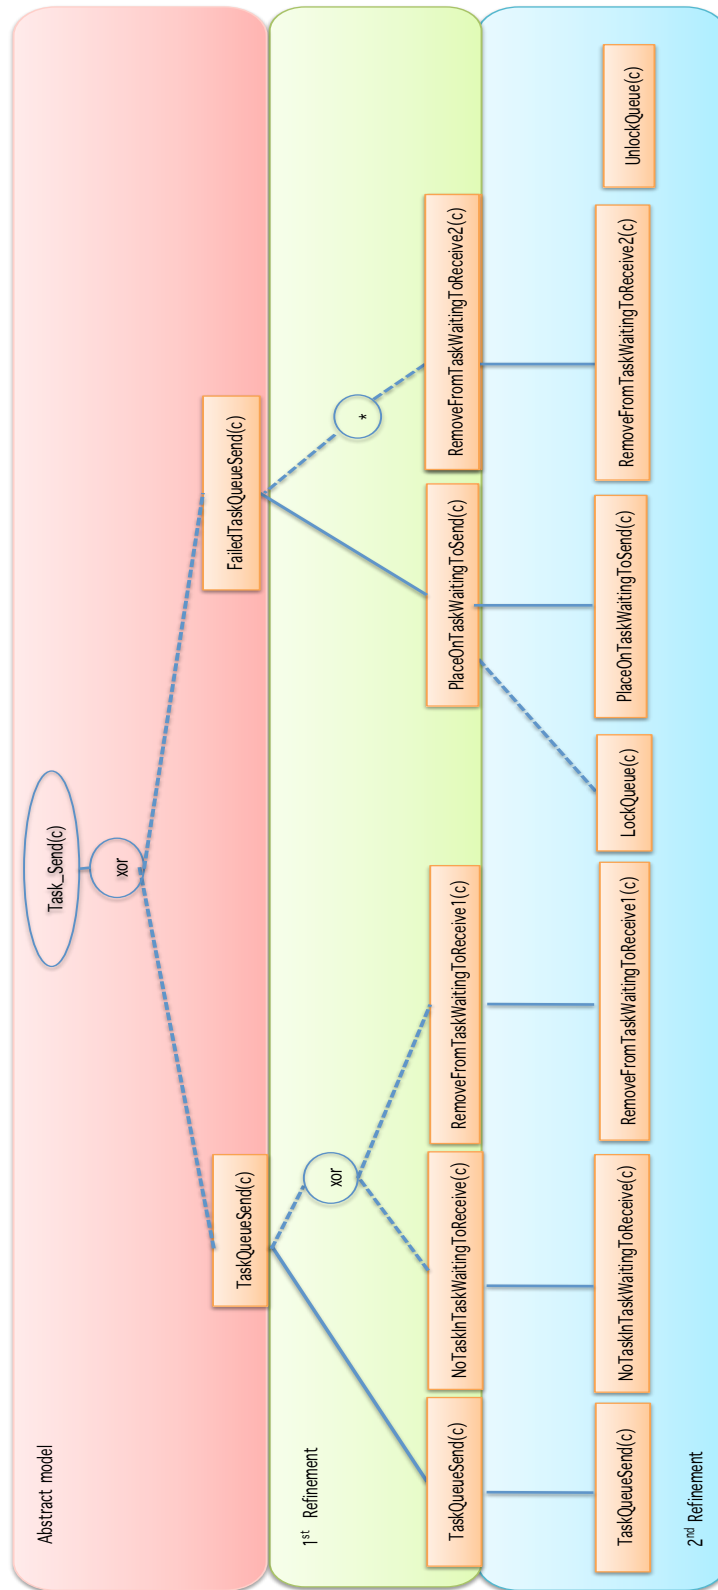 Abstract model
Task_Send(c)
xor
TaskQueueSend(c)
FailedTaskQueueSend(c)
1st Refinement
xor
*
TaskQueueSend(c)
NoTaskInTaskWaitingToReceive(c)
RemoveFromTaskWaitingToReceive1(c)
PlaceOnTaskWaitingToSend(c)
RemoveFromTaskWaitingToReceive2(c)
TaskQueueSend(c)
NoTaskInTaskWaitingToReceive(c)
RemoveFromTaskWaitingToReceive1(c)
LockQueue(c)
PlaceOnTaskWaitingToSend(c)
RemoveFromTaskWaitingToReceive2(c)
UnlockQueue(c)
2nd Refinement